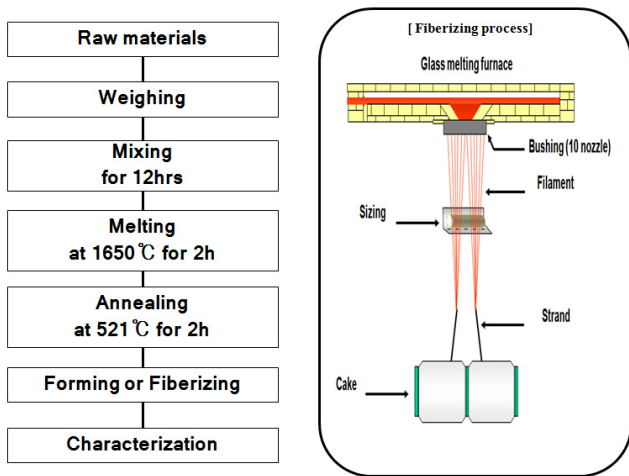 Raw materials
Weighing
Mixing
for 12hrs
Melting
at 1650℃ for 2h
Annealing
at 521℃ for 2h
Forming or Fiberizing
Characterization
[ Fiberizing process]
Glass melting furnace
Bushing (10 nozzle)
Filament
Sizing
Strand
Cake